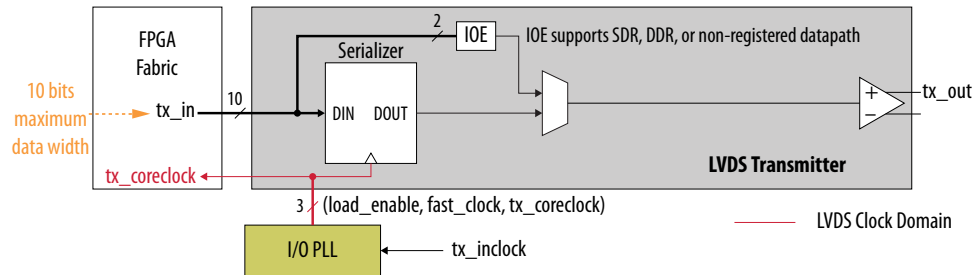 FPGA
Fabric
10 bits
maximum
data width
tx_in
10
tx_coreclock
2
IOE
IOE supports SDR, DDR, or non-registered datapath
Serializer
DIN
DOUT
+
−
tx_out
LVDS Transmitter
3
(load_enable, fast_clock, tx_coreclock)
LVDS Clock Domain
I/O PLL
tx_inclock